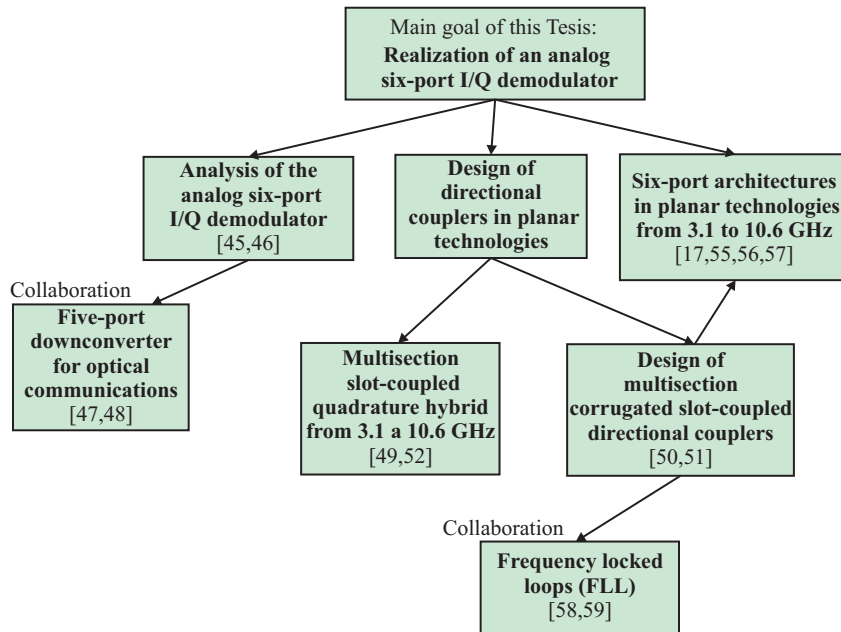 Main goal of this Tesis:
Realization of an analog
six-port I/Q demodulator
Analysis of the
analog six-port
I/Q demodulator
[45,46]
Design of
directional
couplers in planar
technologies
Six-port architectures
in planar technologies
from 3.1 to 10.6 GHz
[17,55,56,57]
Collaboration
Five-port
downconverter
for optical
communications
[47,48]
Multisection
slot-coupled
quadrature hybrid
from 3.1 a 10.6 GHz
[49,52]
Design of
multisection
corrugated slot-coupled
directional couplers
[50,51]
Collaboration
Frequency locked
loops (FLL)
[58,59]